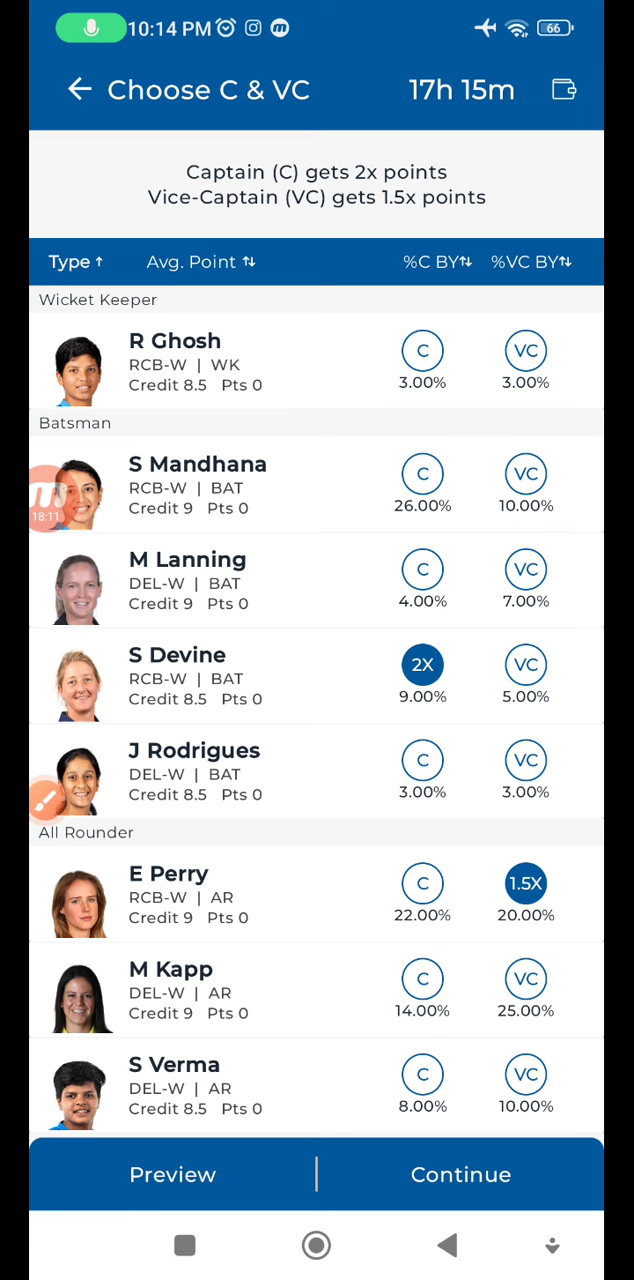 10:14 PM
66
Choose C & VC
17h 15m
Captain (C) gets 2x points
Vice-Captain (VC) gets 1.5x points
Type↑ Avg. Point ↑↓ %C BY↑↓ %VC BY↑↓
Wicket Keeper
R Ghosh
RCB-W | WK
Credit 8.5 Pts 0
C
VC
3.00%
3.00%
Batsman
S Mandhana
RCB-W | BAT
Credit 9 Pts 0
C
VC
26.00%
10.00%
18:11
M Lanning
DEL-W | BAT
Credit 9 Pts 0
C
VC
4.00%
7.00%
S Devine
RCB-W | BAT
Credit 8.5 Pts 0
2X
VC
9.00%
5.00%
J Rodrigues
DEL-W | BAT
Credit 8.5 Pts 0
C
VC
3.00%
3.00%
All Rounder
E Perry
RCB-W | AR
Credit 9 Pts 0
C
1.5X
22.00%
20.00%
M Kapp
DEL-W | AR
Credit 9 Pts 0
C
VC
14.00%
25.00%
S Verma
DEL-W | AR
Credit 8.5 Pts 0
C
VC
8.00%
10.00%
Preview
Continue